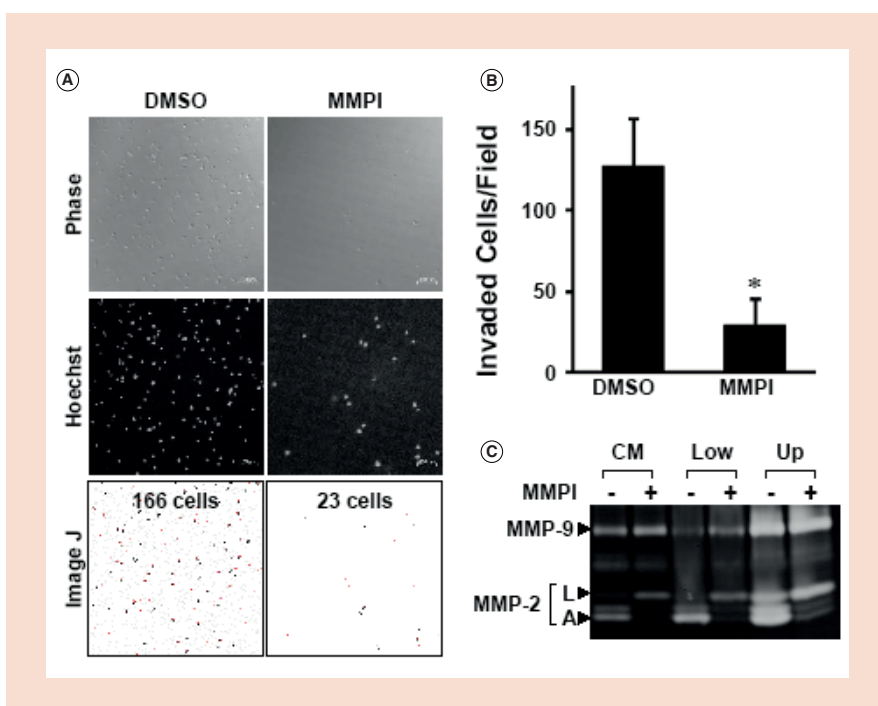 A
DMSO MMPI
Phase
Hoechst
Image J
166 cells
23 cells
B
Invaded Cells/Field
150
100
50
0
DMSO MMPI
*
C
CM Low Up
MMPI - + - + - +
MMP-9
MMP-2
L
A